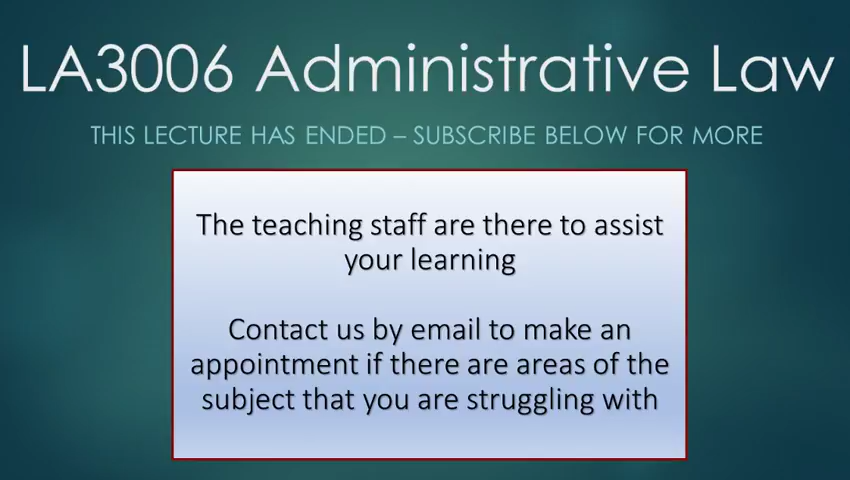 LA3006 Administrative Law
THIS LECTURE HAS ENDED – SUBSCRIBE BELOW FOR MORE
The teaching staff are there to assist
your learning
Contact us by email to make an
appointment if there are areas of the
subject that you are struggling with